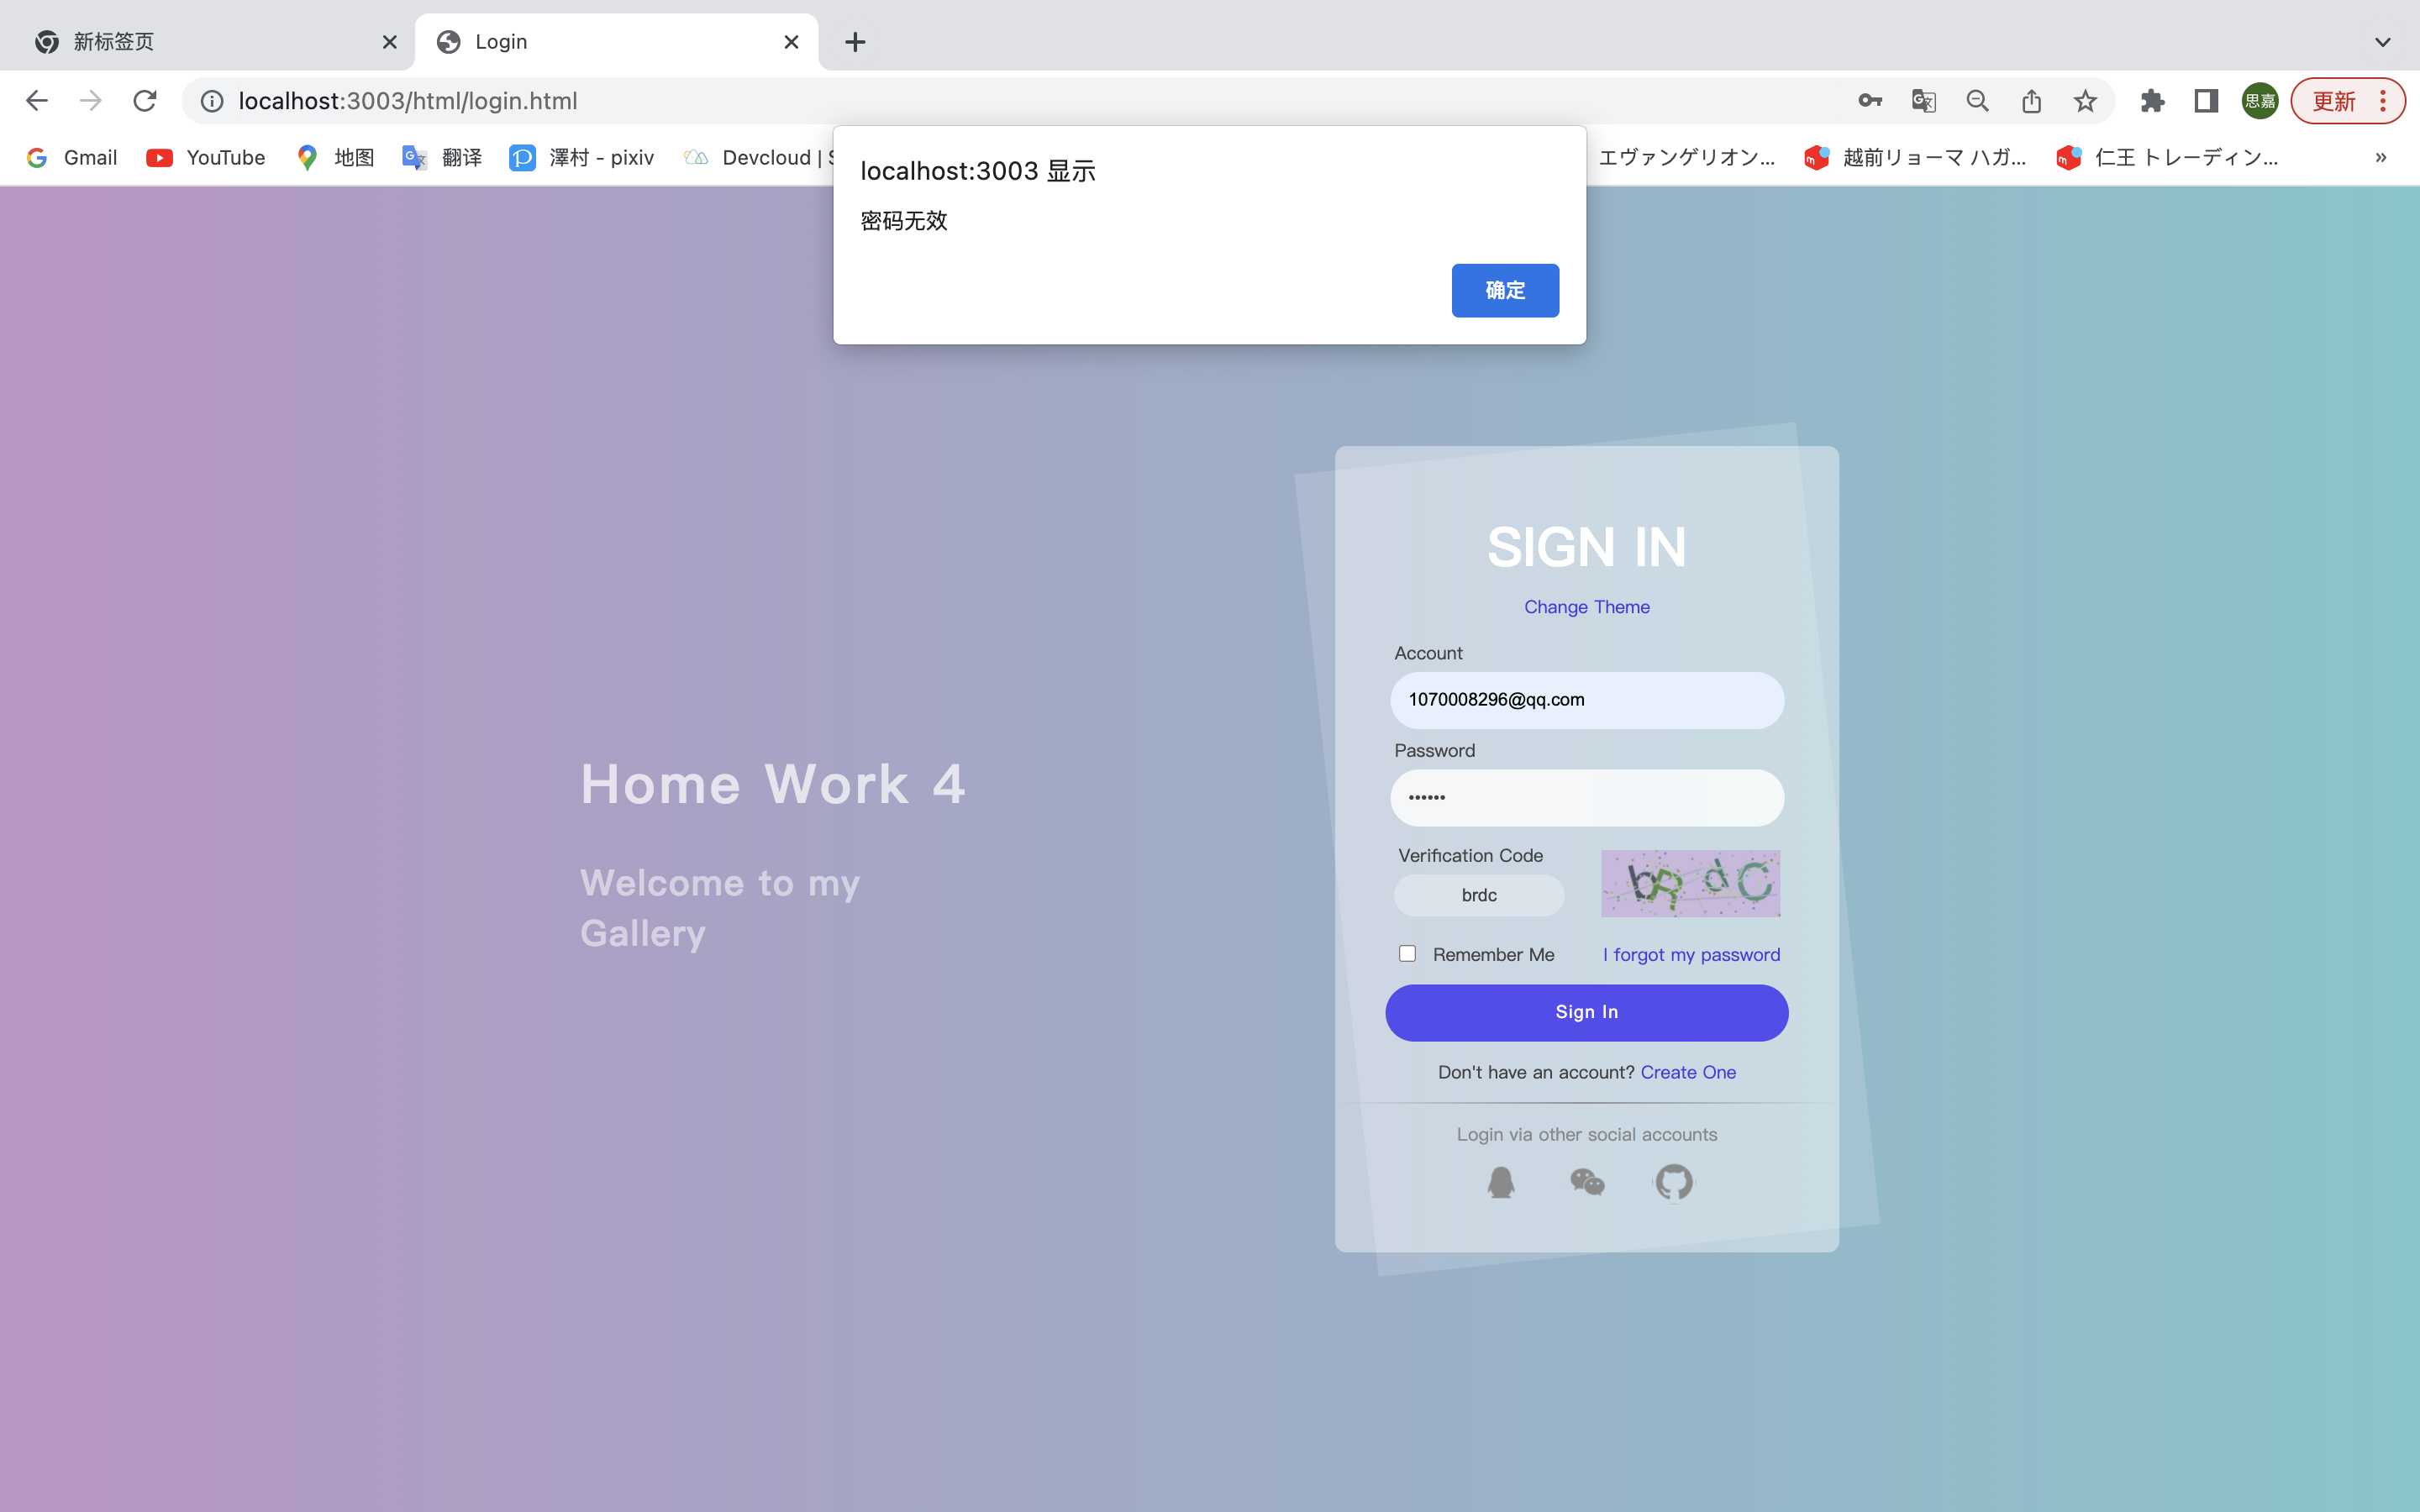 新标签页
Login
localhost:3003/html/login.html
思嘉
更新
Gmail
YouTube
地图
翻译
澤村 - pixiv
Devcloud | S
エヴァンゲリオン...
越前リョーマ ハガ...
仁王 トレーディン...
localhost:3003 显示
密码无效
确定
SIGN IN
Change Theme
Account
1070008296@qq.com
Password
••••••
Verification Code
bRdC
brdc
Remember Me
I forgot my password
Sign In
Don't have an account? Create One
Login via other social accounts
Home Work 4
Welcome to my
Gallery